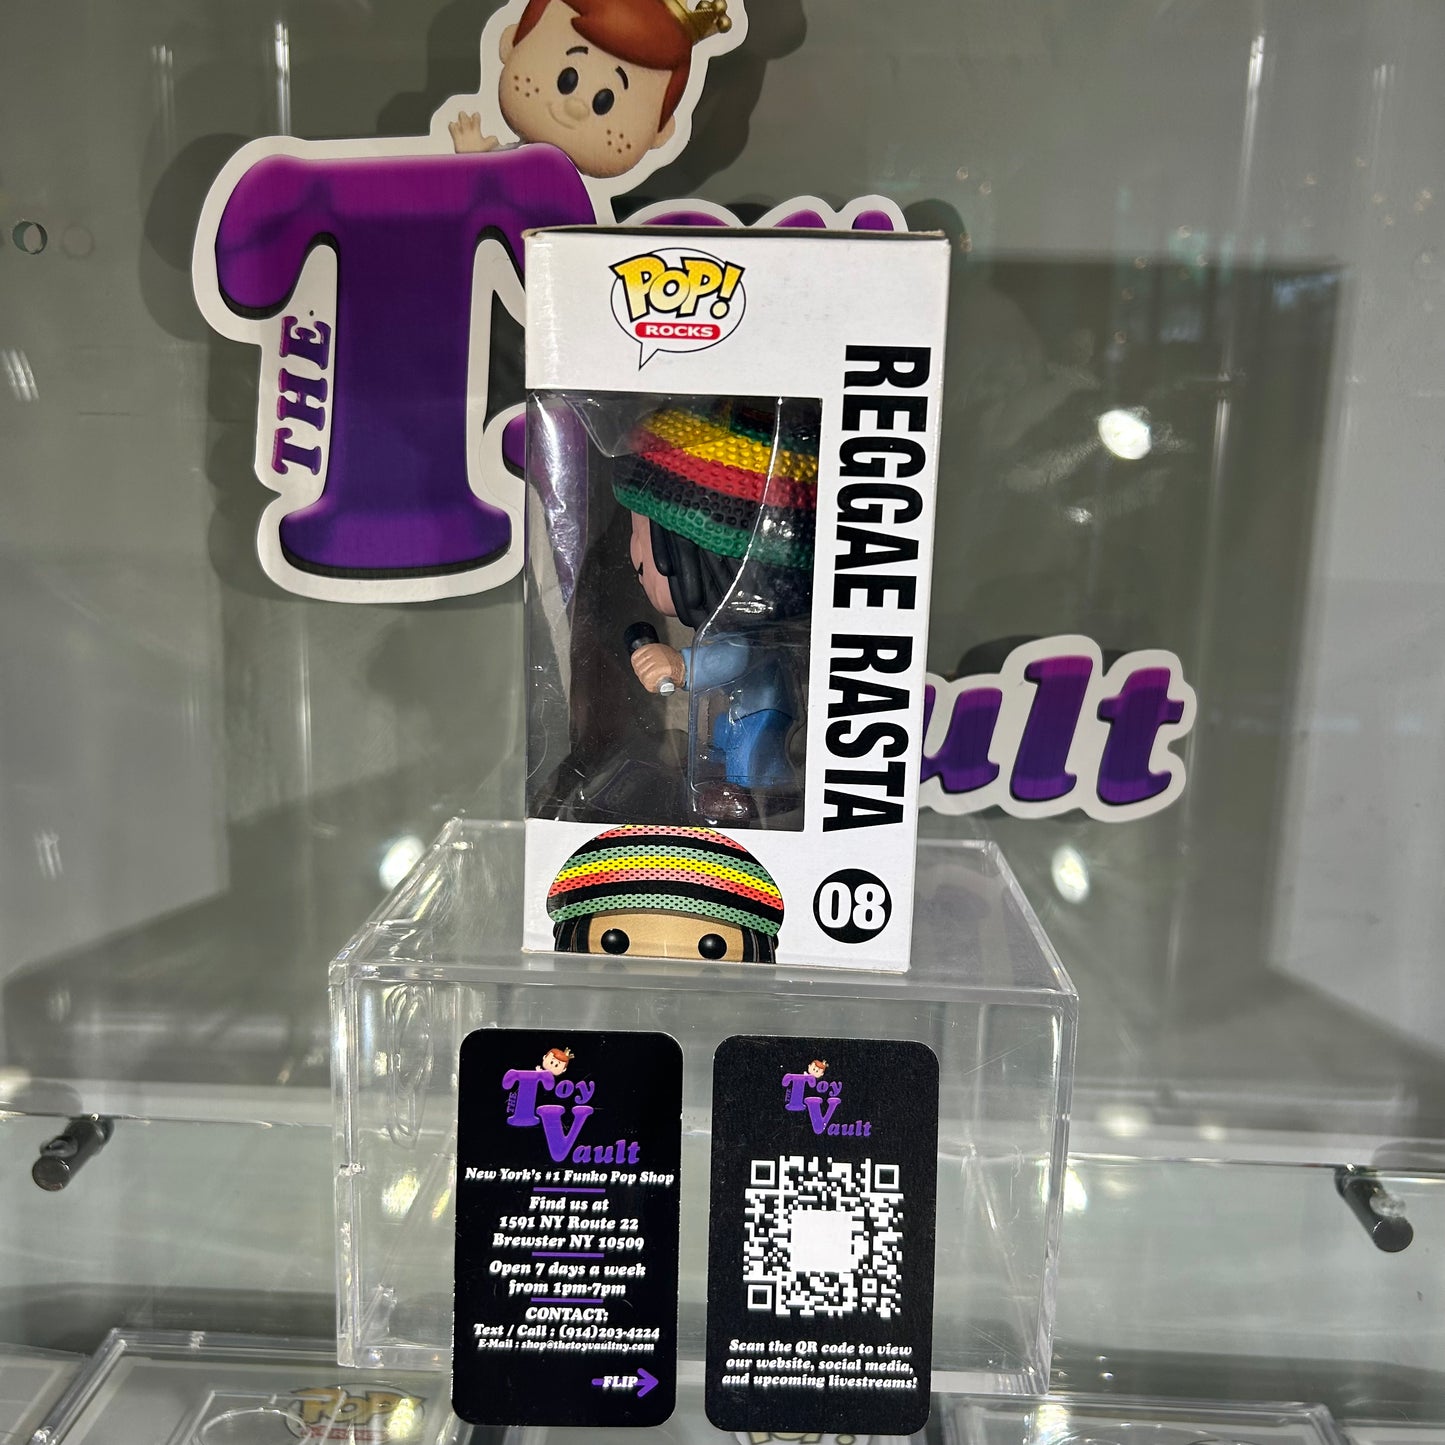 THE
T
ult
POP!
ROCKS
REGGAE RASTA
08
THE Toy
Vault
New York's #1 Funko Pop Shop
Find us at
1591 NY Route 22
Brewster NY 10509
Open 7 days a week
from 1pm-7pm
CONTACT:
Text / Call : (914)203-4224
E-Mail : shop@thetoyvaultny.com
FLIP
THE Toy
Vault
Scan the QR code to view
our website, social media,
and upcoming livestreams!
POP!
POP!